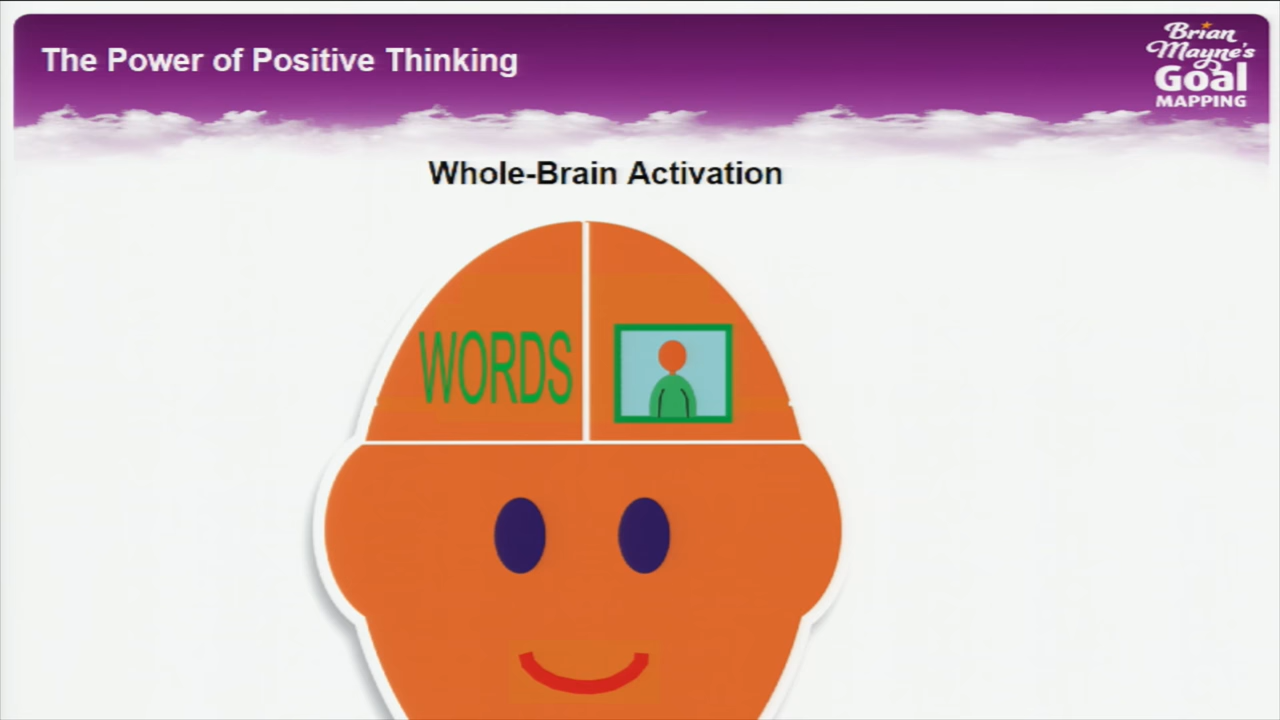 The Power of Positive Thinking
Brian
Mayne's
Goal
MAPPING
Whole-Brain Activation
WORDS